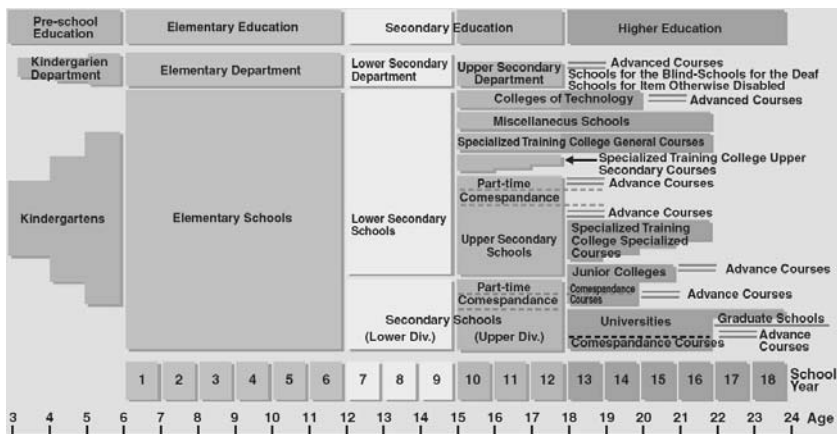 Pre-school
Education
Elementary Education
Secondary Education
Higher Education
Kindergarien
Department
Elementary Department
Lower Secondary
Department
Upper Secondary
Department
Advanced Courses
Schools for the Blind-Schools for the Deaf
Schools for Item Otherwise Disabled
Colleges of Technology
Advanced Courses
Miscellanecus Schools
Specialized Training College General Courses
Specialized Training College Upper
Secondary Courses
Part-time
Comespandance
Advance Courses
Advance Courses
Kindergartens
Elementary Schools
Lower Secondary
Schools
Upper Secondary
Schools
Specialized Training
College Specialized
Courses
Junior Colleges
Advance Courses
Part-time
Comespandance
Comespandance
Courses
Advance Courses
Secondary Schools
(Lower Div.)
(Upper Div.)
Universities
Graduate Schools
Comespandance Courses
Advance
Courses
1 2 3 4 5 6 7 8 9 10 11 12 13 14 15 16 17 18
School
Year
3 4 5 6 7 8 9 10 11 12 13 14 15 16 17 18 19 20 21 22 23 24 Age